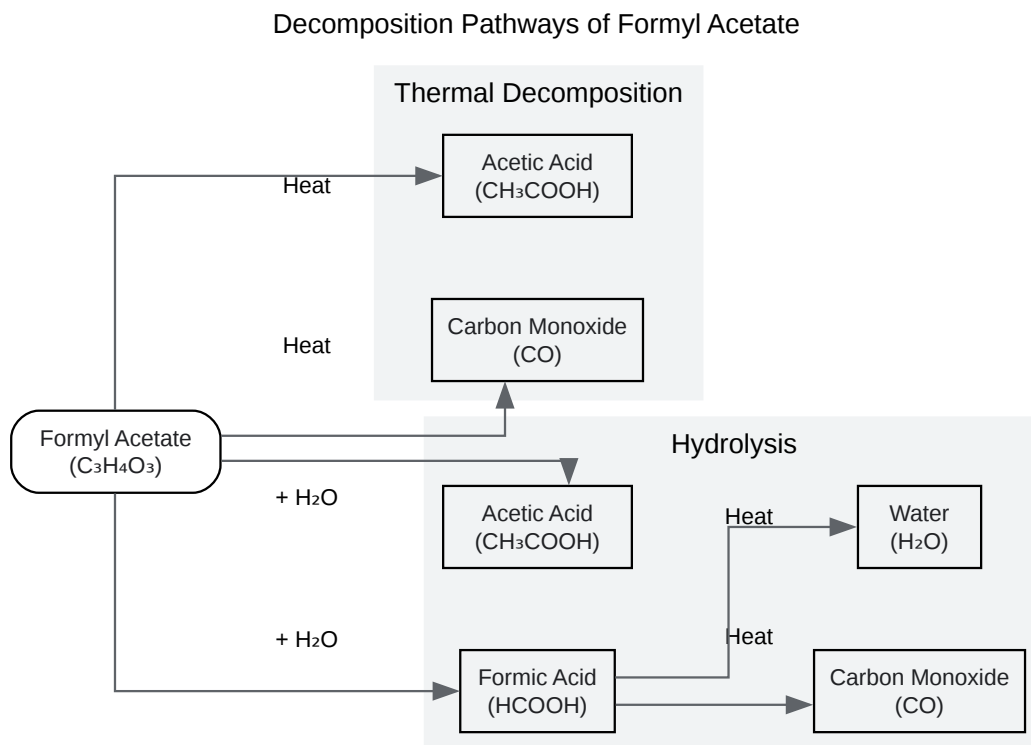 Decomposition Pathways of Formyl Acetate
Thermal Decomposition
Acetic Acid
(CH₃COOH)
Heat
Carbon Monoxide
(CO)
Heat
Formyl Acetate
(C₃H₄O₃)
Hydrolysis
+ H₂O
Acetic Acid
(CH₃COOH)
Heat
Water
(H₂O)
+ H₂O
Heat
Formic Acid
(HCOOH)
Carbon Monoxide
(CO)